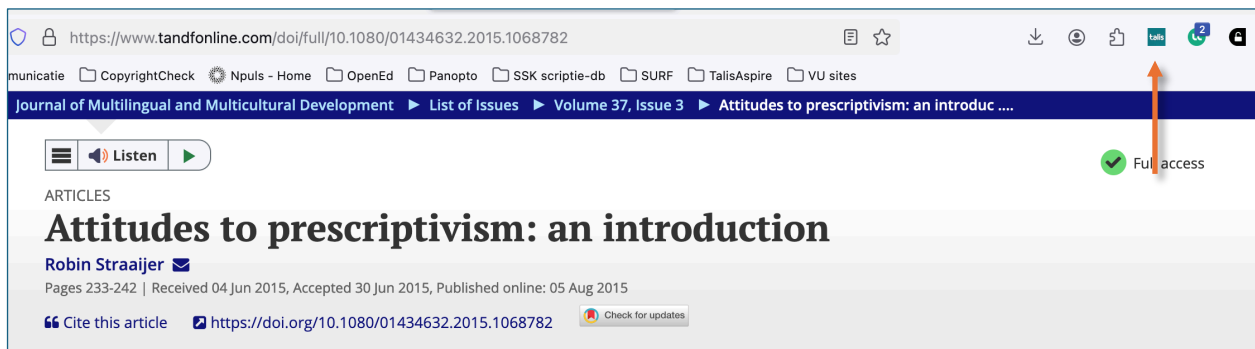 https://www.tandfonline.com/doi/full/10.1080/01434632.2015.1068782 talis 2
municatie CopyrightCheck Npuls - Home OpenEd Panopto SSK scriptie-db SURF TalisAspire VU sites
Journal of Multilingual and Multicultural Development ▶ List of Issues ▶ Volume 37, Issue 3 ▶ Attitudes to prescriptivism: an introduc ....
Listen
Full access
ARTICLES
Attitudes to prescriptivism: an introduction
Robin Straaijer
Pages 233-242 | Received 04 Jun 2015, Accepted 30 Jun 2015, Published online: 05 Aug 2015
Cite this article https://doi.org/10.1080/01434632.2015.1068782 Check for updates